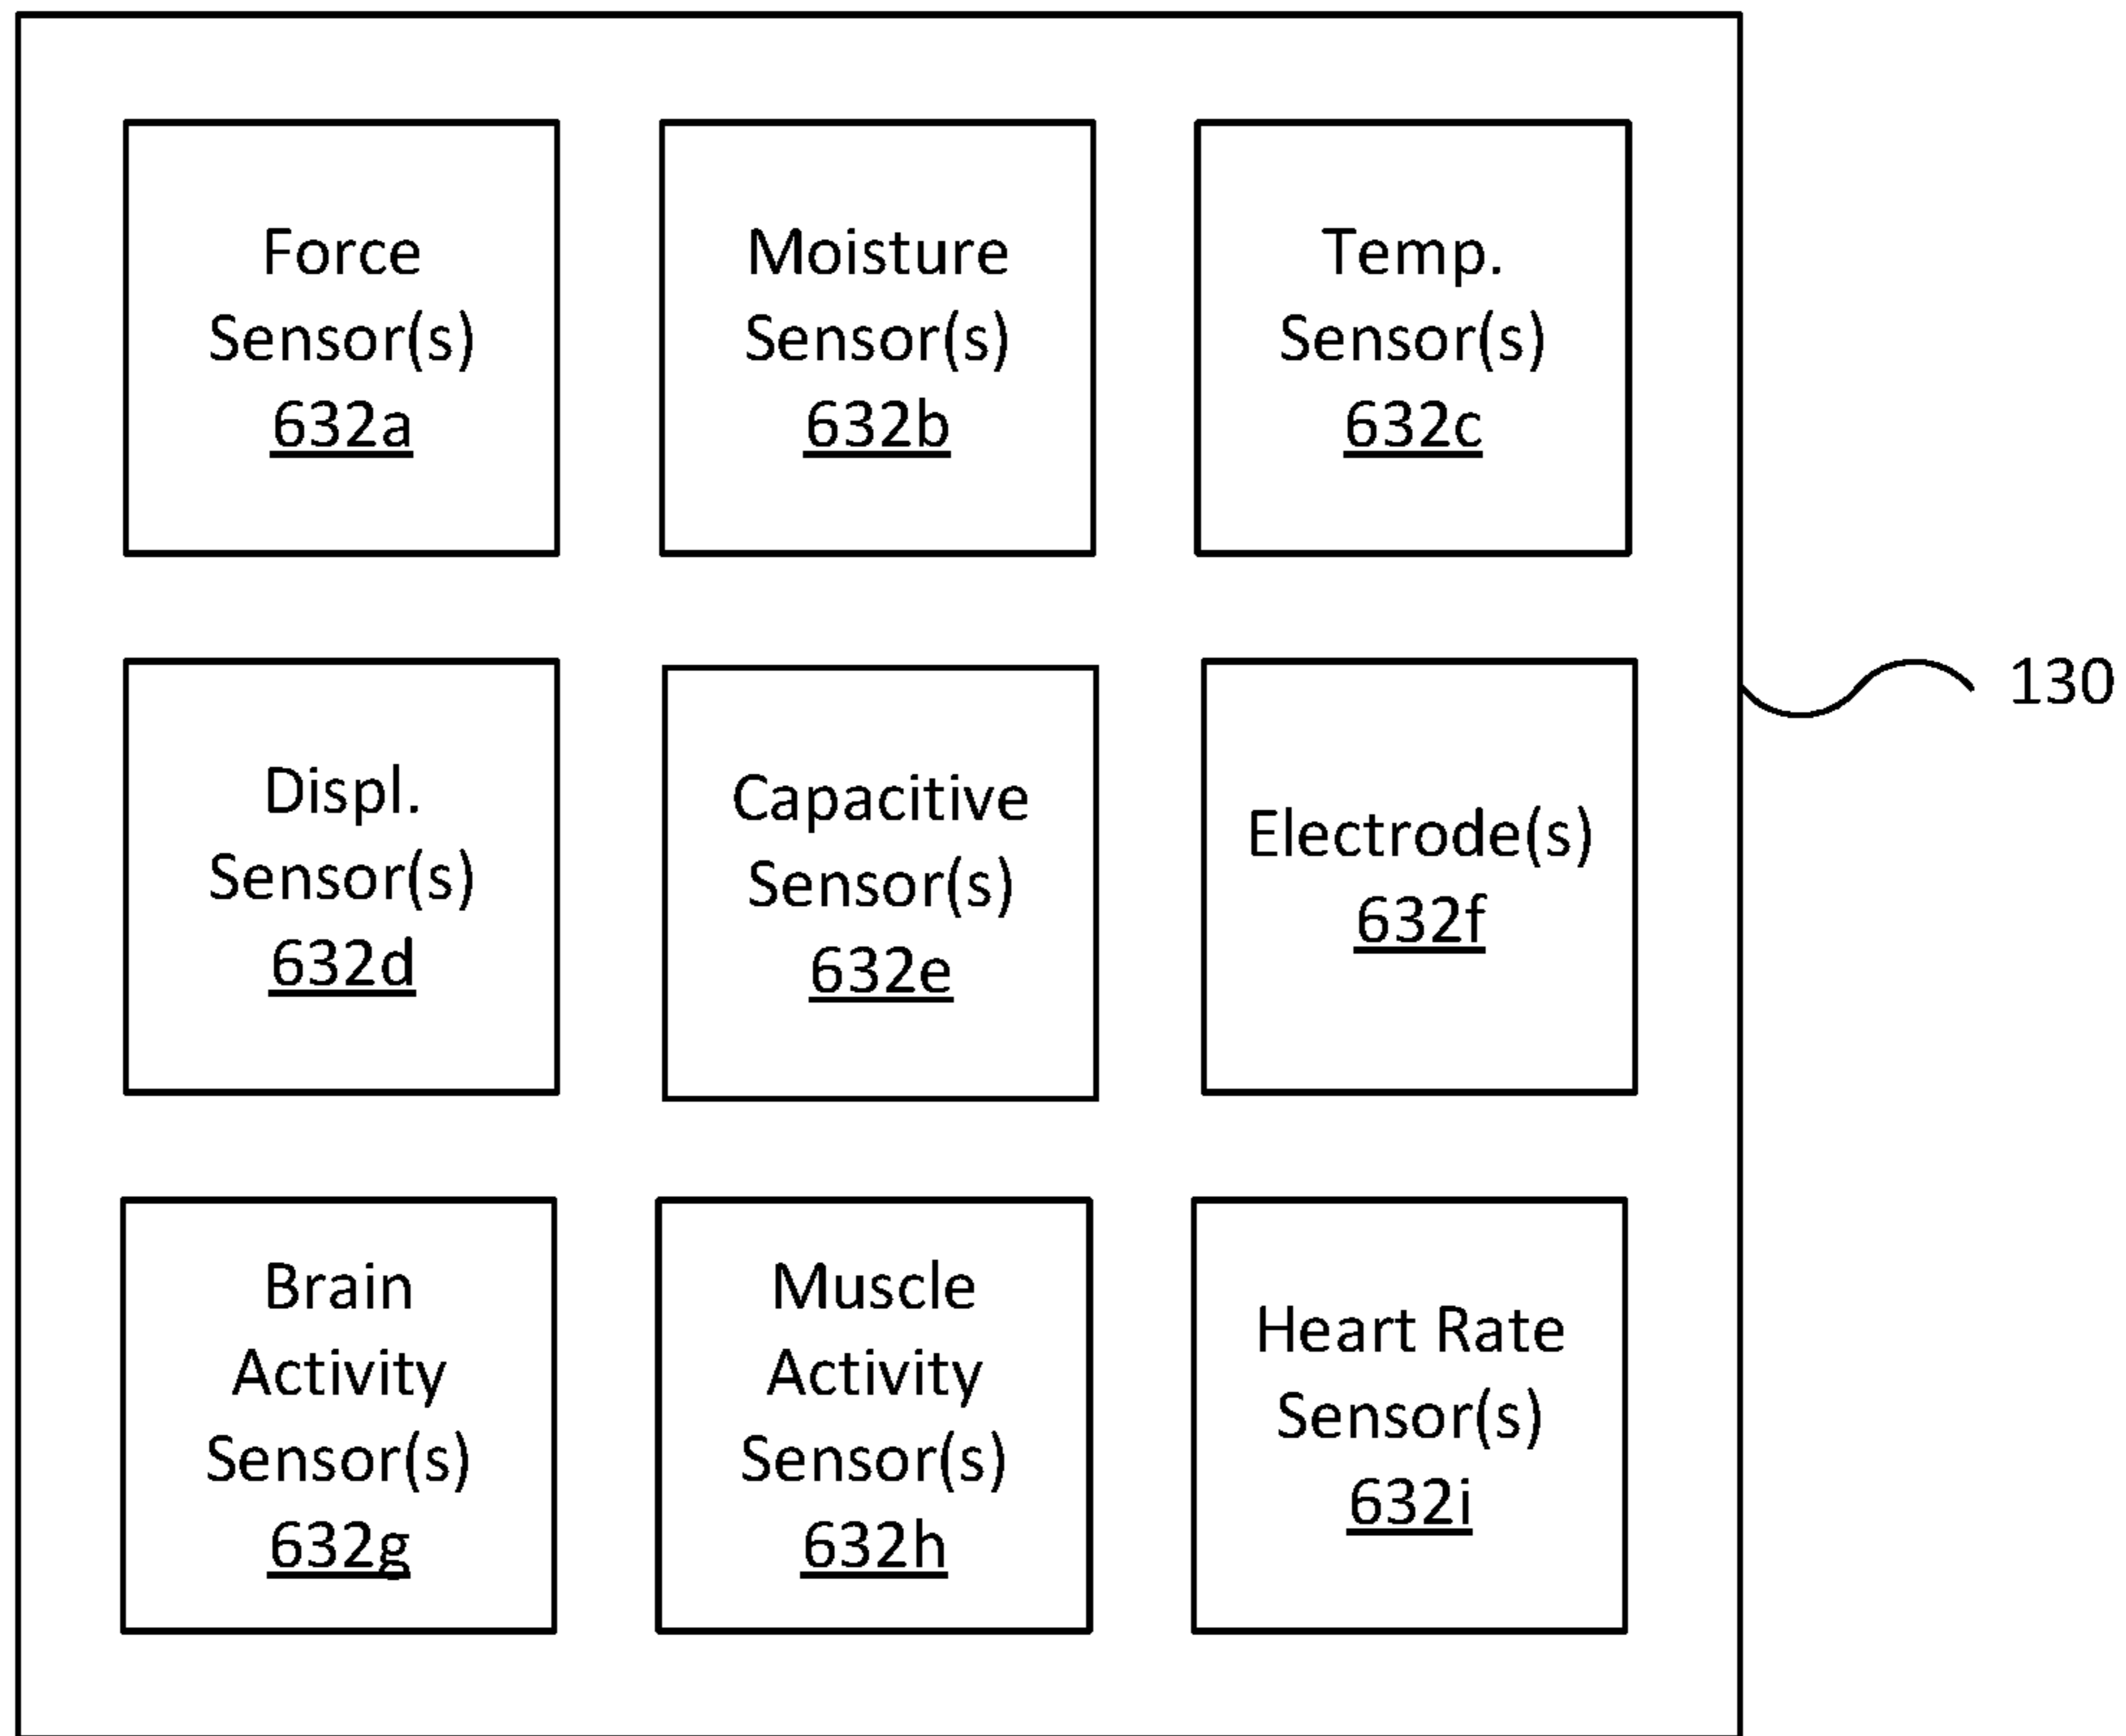 Force
Sensor(s)
632a
Moisture
Sensor(s)
632b
Temp.
Sensor(s)
632c
Displ.
Sensor(s)
632d
Capacitive
Sensor(s)
632e
Electrode(s)
632f
130
Brain
Activity
Sensor(s)
632g
Muscle
Activity
Sensor(s)
632h
Heart Rate
Sensor(s)
632i